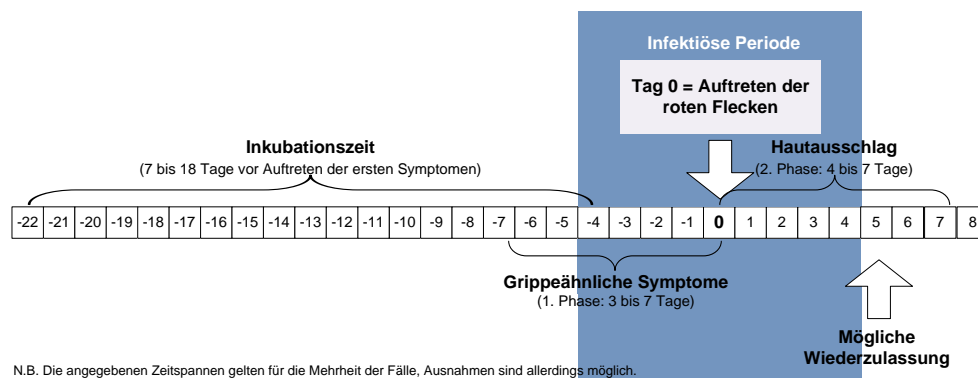 Infektiöse Periode
Tag 0 = Auftreten der
roten Flecken
Inkubationszeit
(7 bis 18 Tage vor Auftreten der ersten Symptomen)
Hautausschlag
(2. Phase: 4 bis 7 Tage)
-22 -21 -20 -19 -18 -17 -16 -15 -14 -13 -12 -11 -10 -9 -8 -7 -6 -5 -4 -3 -2 -1 0 1 2 3 4 5 6 7 8
Grippeähnliche Symptome
(1. Phase: 3 bis 7 Tage)
Mögliche
Wiederzulassung
N.B. Die angegebenen Zeitspannen gelten für die Mehrheit der Fälle, Ausnahmen sind allerdings möglich.